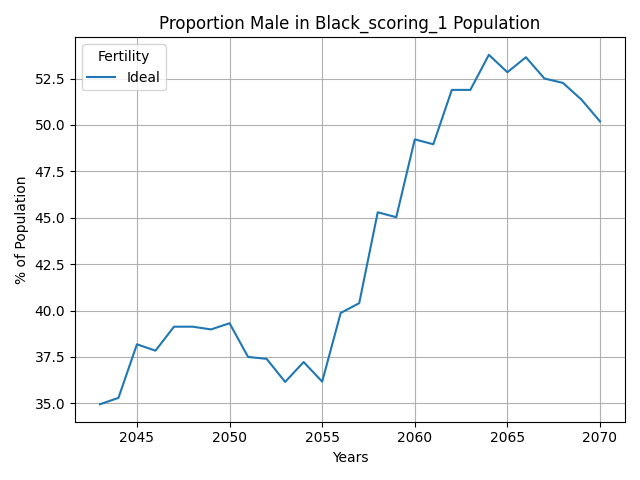 Proportion Male in Black_scoring_1 Population
Fertility
Ideal
52.5
50.0
47.5
45.0
42.5
40.0
37.5
35.0
% of Population
2045 2050 2055 2060 2065 2070
Years